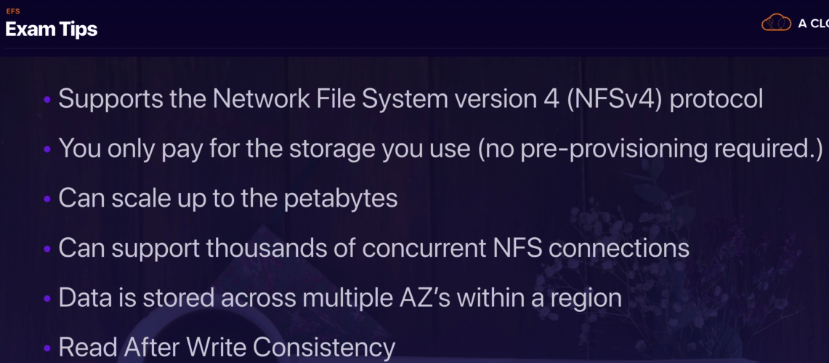 EFS
Exam Tips
A CLO
• Supports the Network File System version 4 (NFSv4) protocol
• You only pay for the storage you use (no pre-provisioning required.)
• Can scale up to the petabytes
• Can support thousands of concurrent NFS connections
• Data is stored across multiple AZ's within a region
• Read After Write Consistency